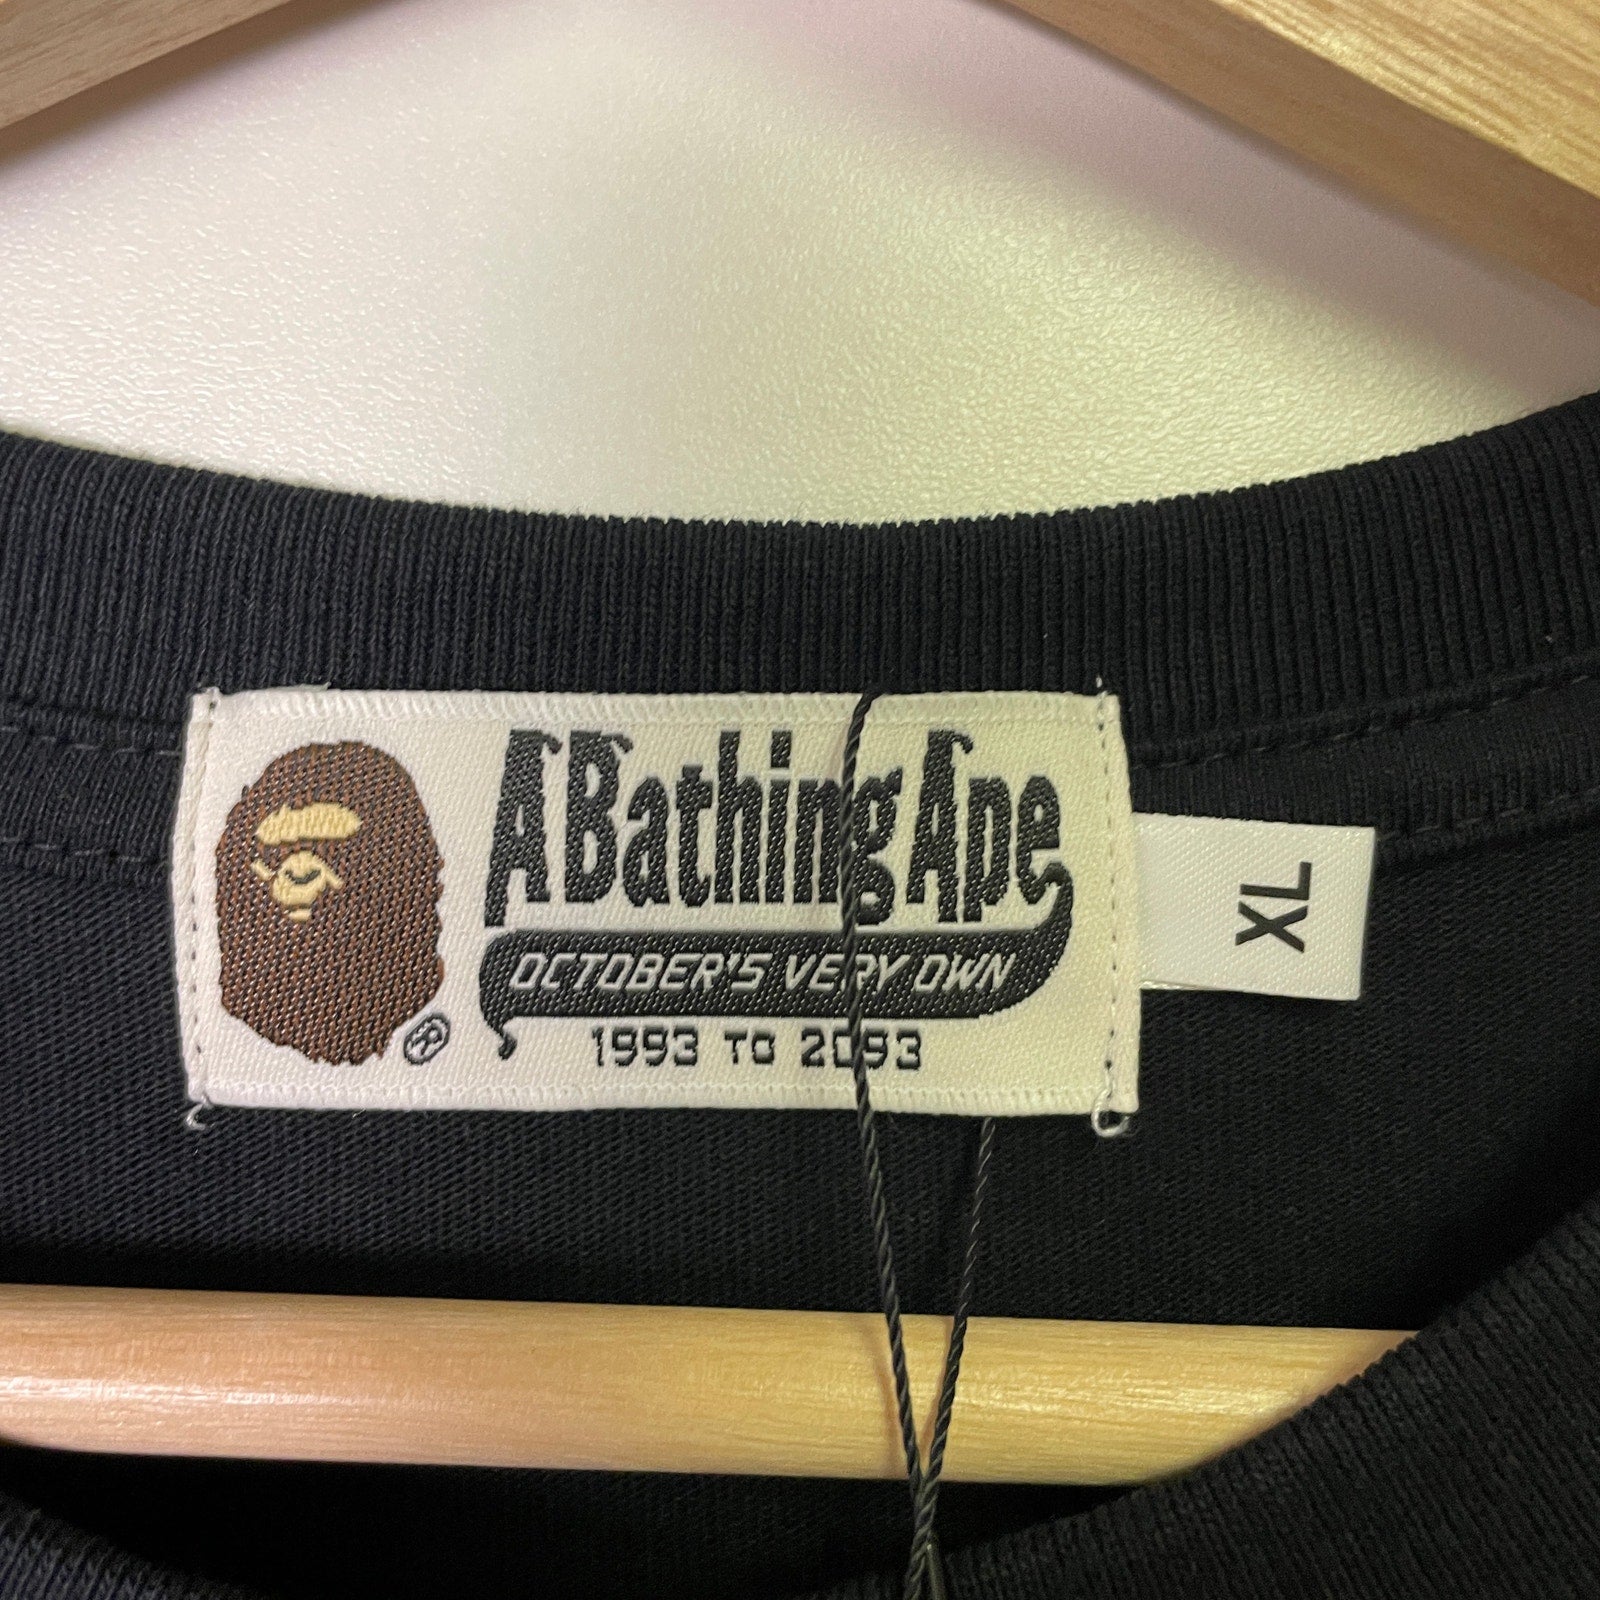 A Bathing Ape
OCTOBER'S VERY OWN
1993 TO 2093
®
XL